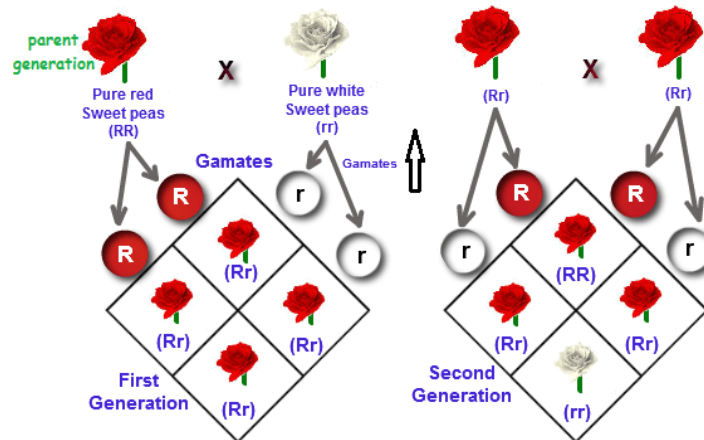 parent
generation
X
X
Pure red
Sweet peas
(RR)
Pure white
Sweet peas
(rr)
(Rr)
(Rr)
Gamates
Gamates
R
r
R
r
R
R
r
r
(Rr)
(Rr)
(Rr)
(Rr)
First
Generation
(RR)
(Rr)
(Rr)
(rr)
Second
Generation